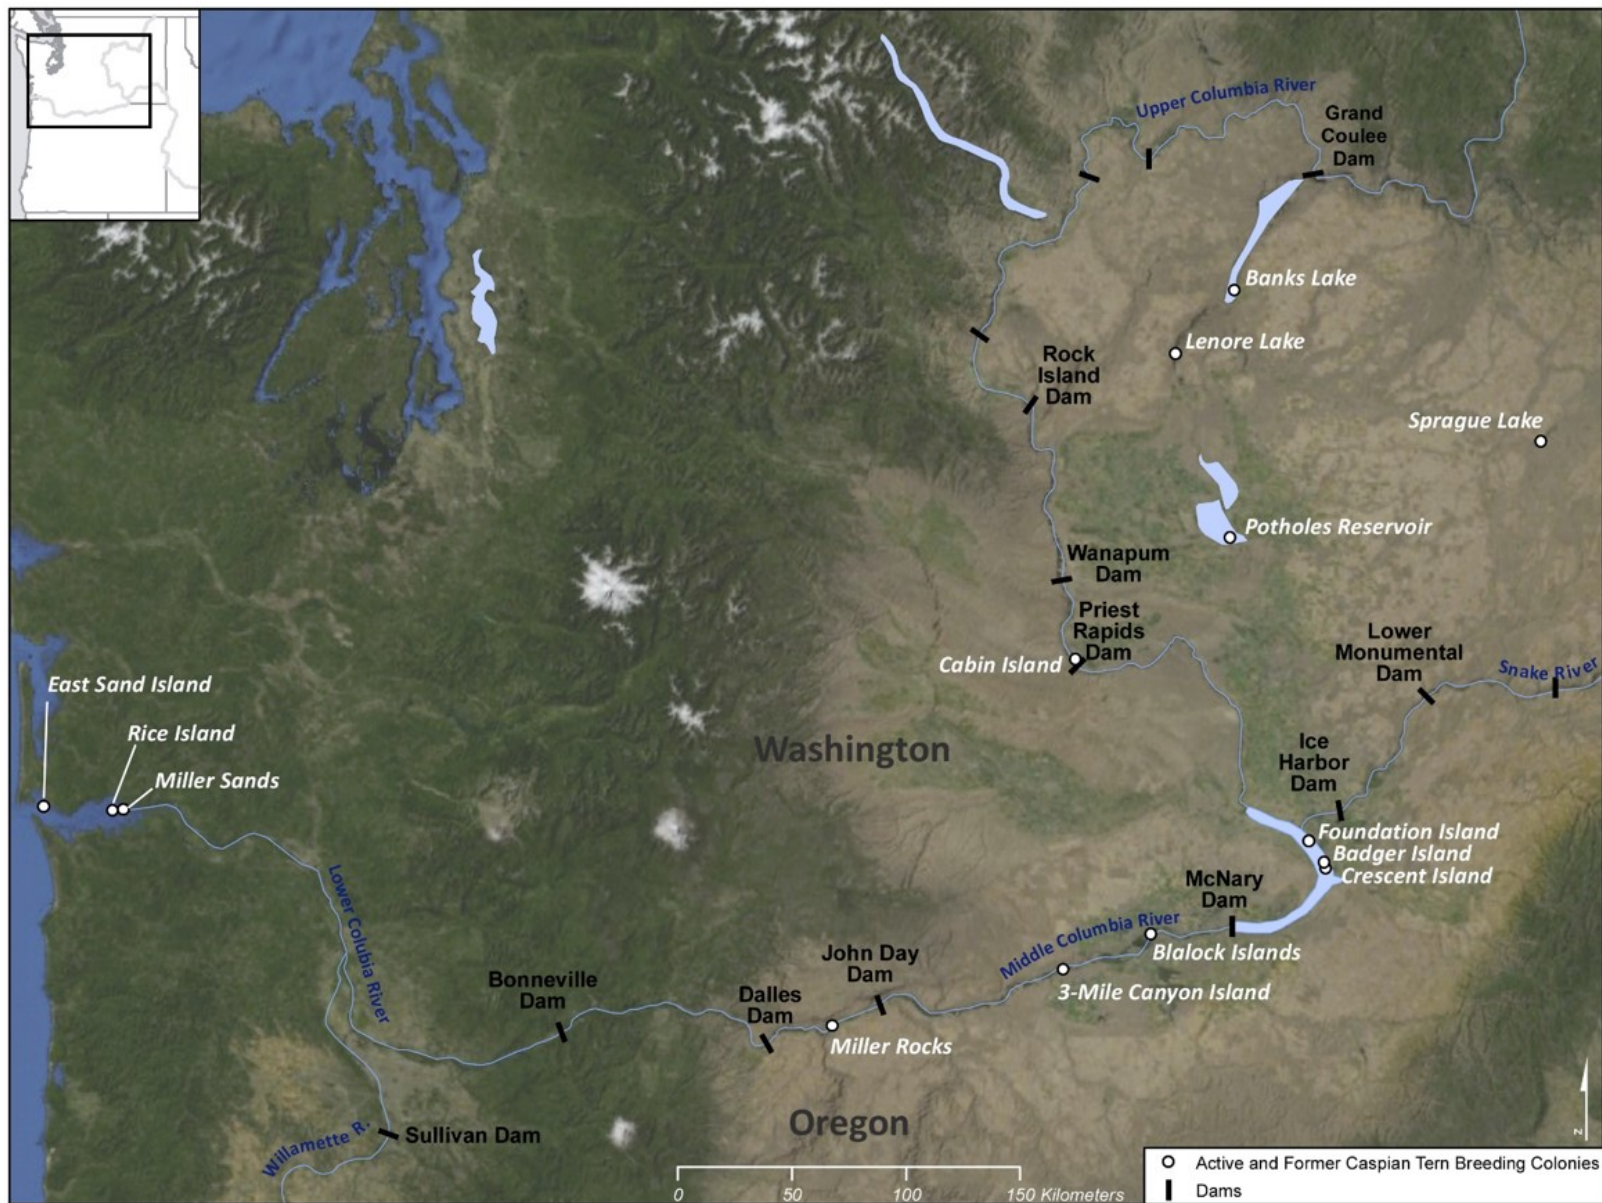 Upper Columbia River
Grand
Coulee
Dam
Banks Lake
Lenore Lake
Rock
Island
Dam
Sprague Lake
Potholes Reservoir
Wanapum
Dam
Priest
Rapids
Dam
Cabin Island
Lower
Monumental
Dam
Snake River
East Sand Island
Rice Island
Miller Sands
Washington
Ice
Harbor
Dam
Foundation Island
Badger Island
Crescent Island
McNary
Dam
Middle Columbia River
Blalock Islands
3-Mile Canyon Island
John Day
Dam
Dalles
Dam
Miller Rocks
Bonneville
Dam
Lower Colubia River
Oregon
Sullivan Dam
Willamette R.
0 50 100 150 Kilometers
z
Active and Former Caspian Tern Breeding Colonies
Dams